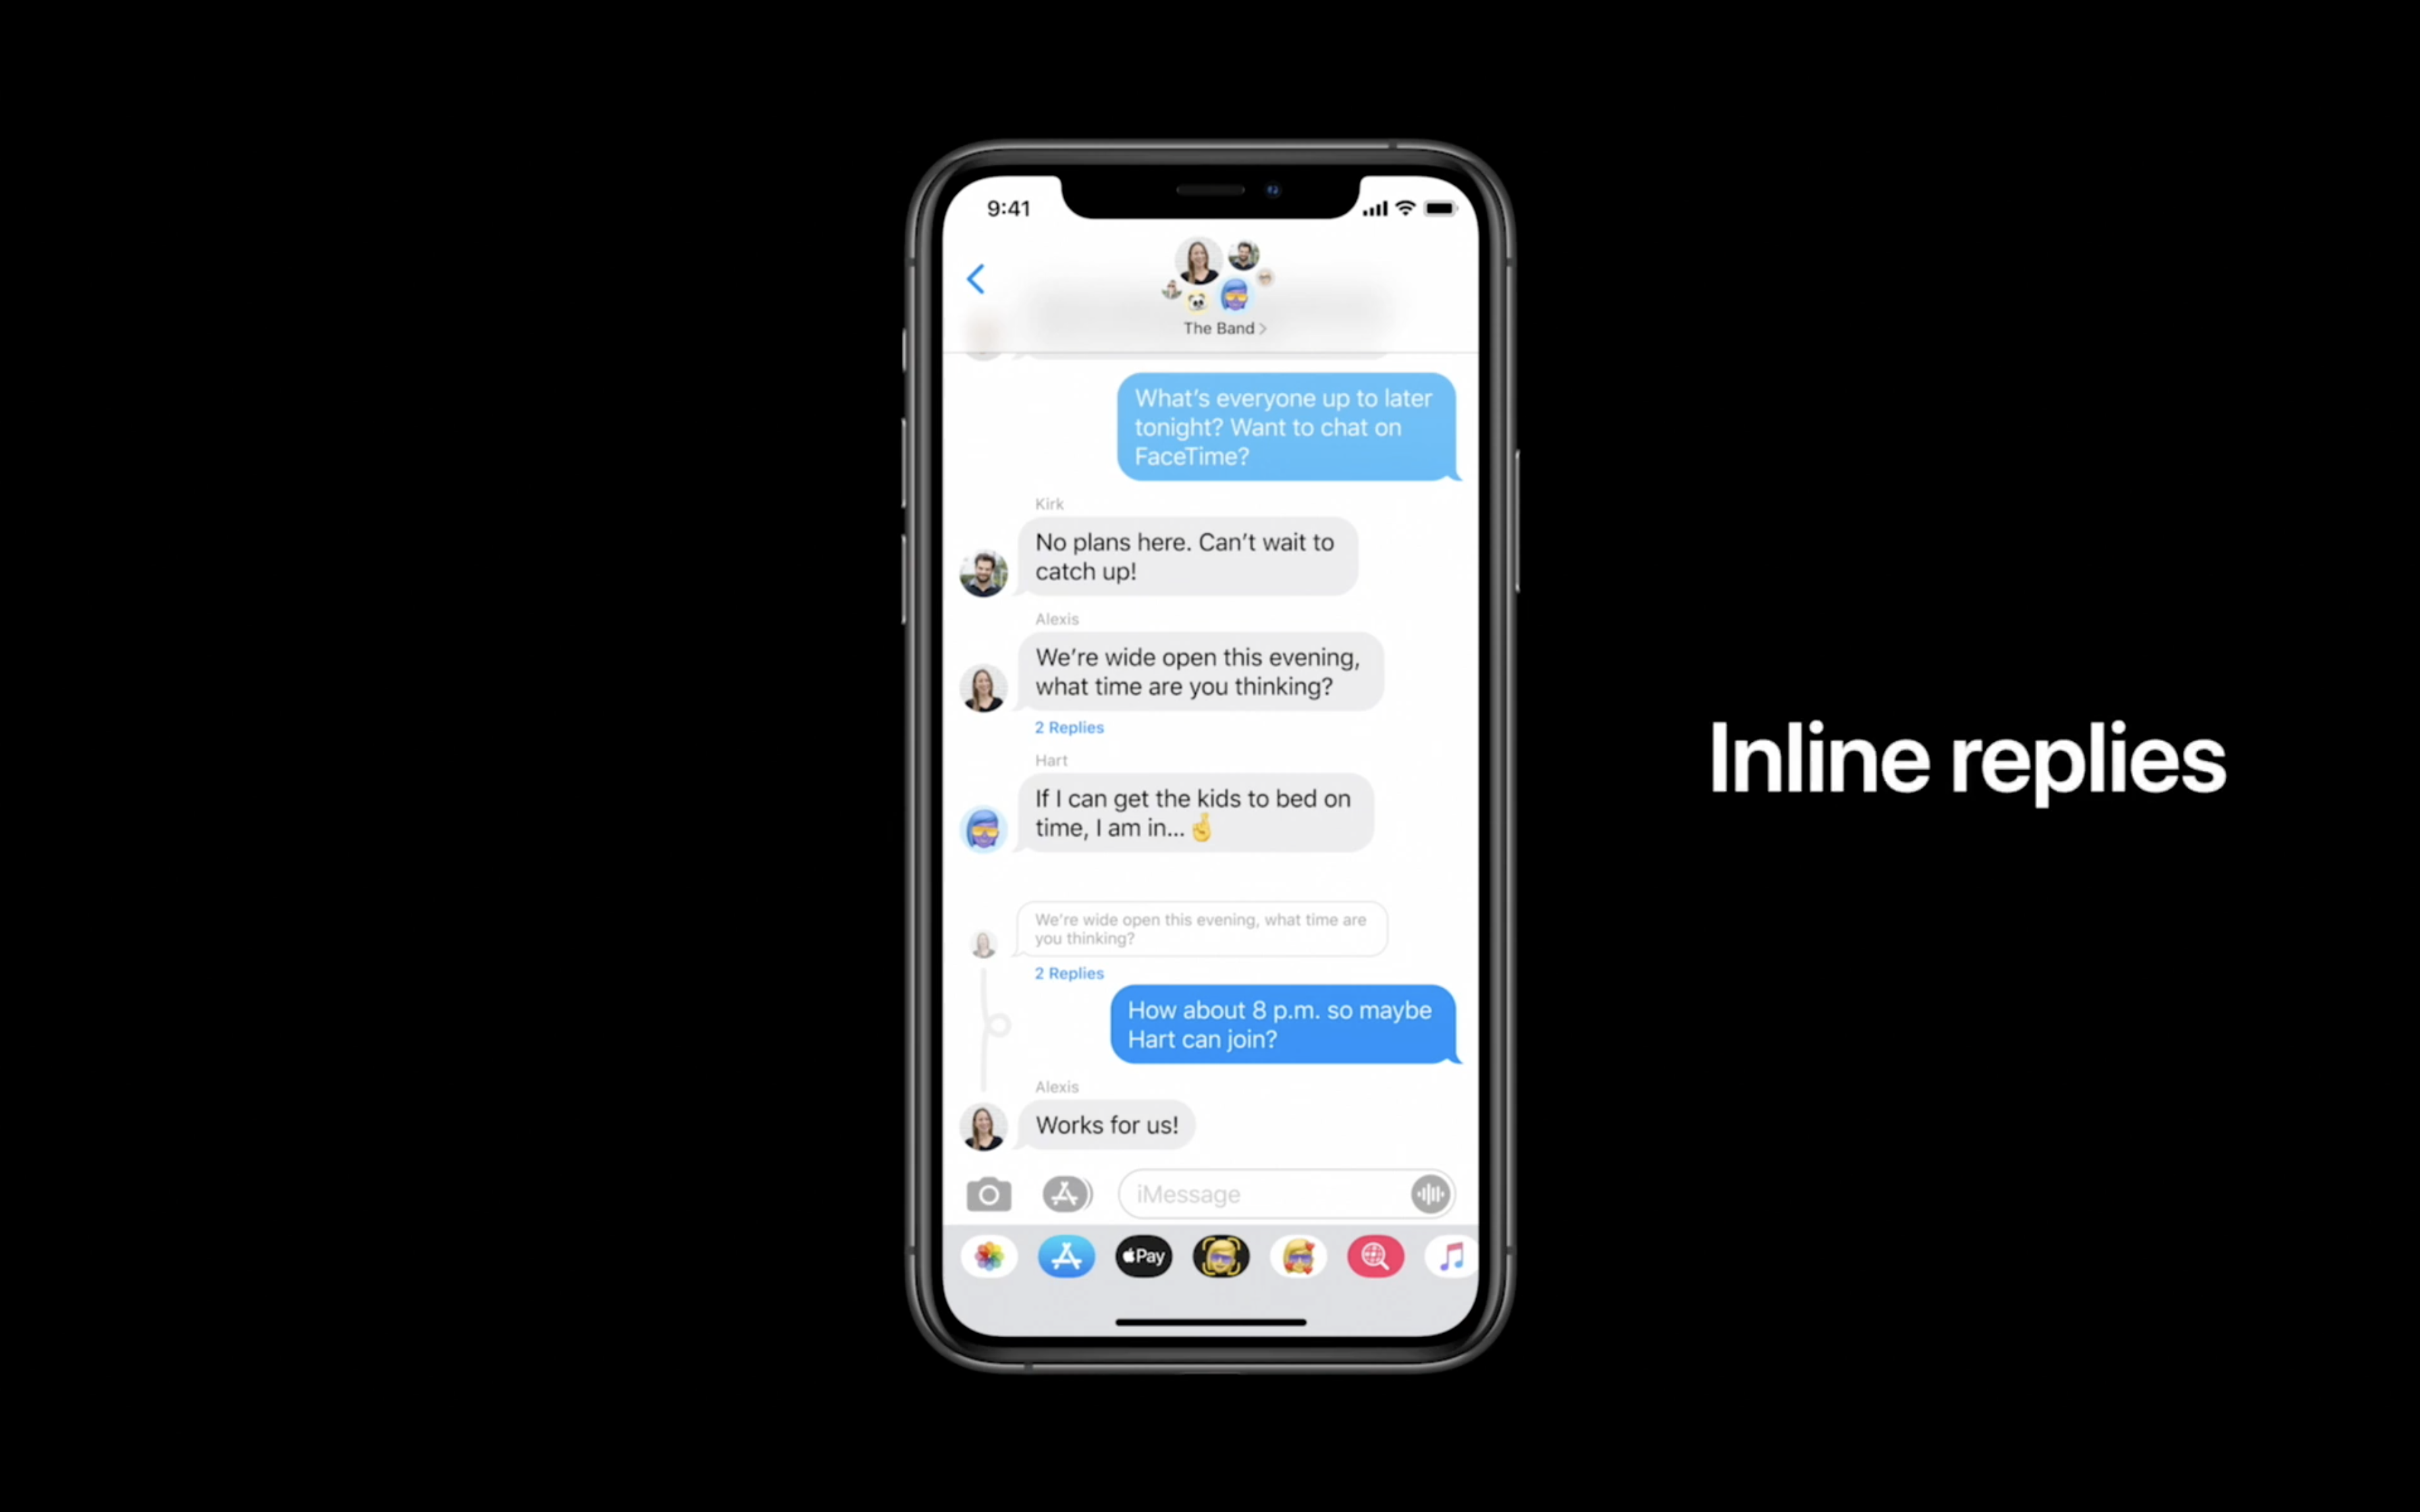 9:41
The Band >
What's everyone up to later
tonight? Want to chat on
FaceTime?
Kirk
No plans here. Can't wait to
catch up!
Alexis
We're wide open this evening,
what time are you thinking?
2 Replies
Hart
If I can get the kids to bed on
time, I am in...🤞
We're wide open this evening, what time are
you thinking?
2 Replies
How about 8 p.m. so maybe
Hart can join?
Alexis
Works for us!
iMessage
Pay
Inline replies